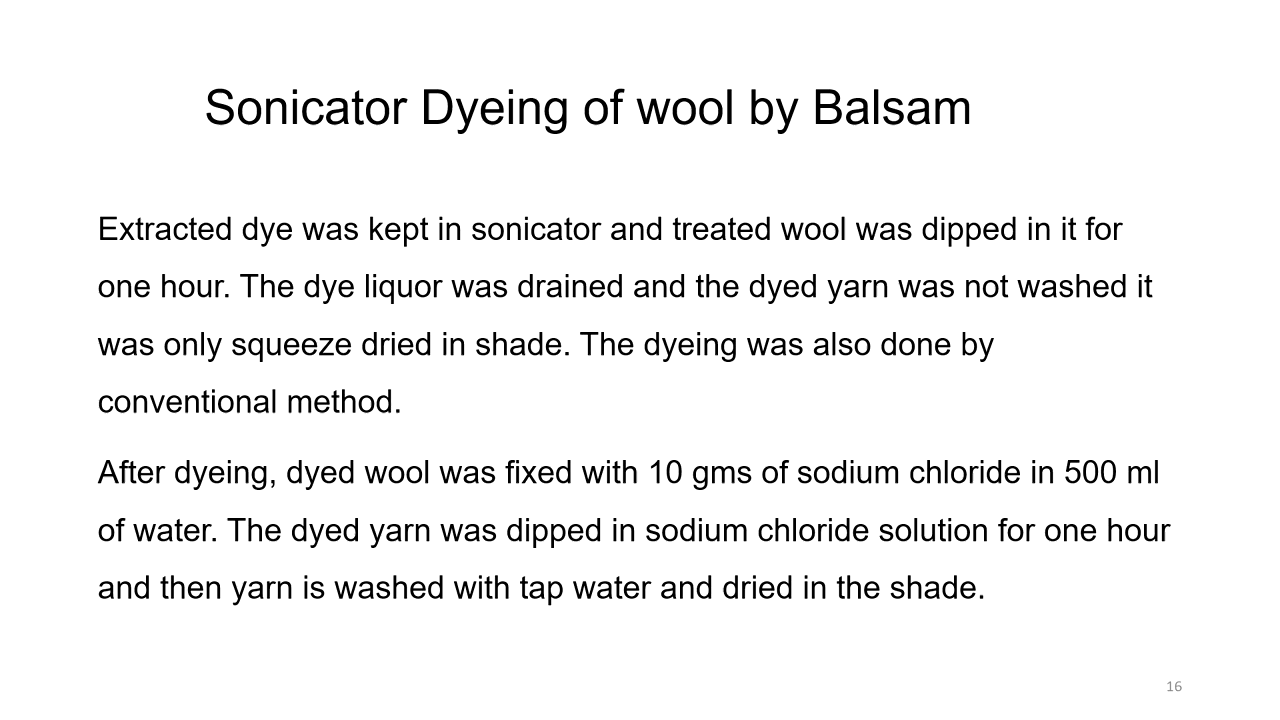 Sonicator Dyeing of wool by Balsam
Extracted dye was kept in sonicator and treated wool was dipped in it for
one hour. The dye liquor was drained and the dyed yarn was not washed it
was only squeeze dried in shade. The dyeing was also done by
conventional method.
After dyeing, dyed wool was fixed with 10 gms of sodium chloride in 500 ml
of water. The dyed yarn was dipped in sodium chloride solution for one hour
and then yarn is washed with tap water and dried in the shade.
16